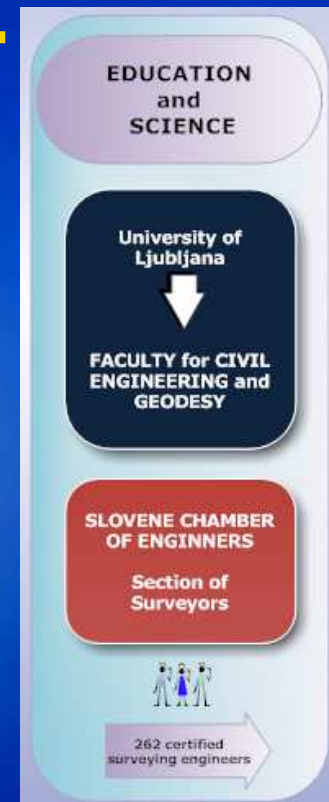 EDUCATION
and
SCIENCE
University of
Ljubljana
FACULTY for CIVIL
ENGINEERING and
GEODESY
SLOVENE CHAMBER
OF ENGINNERS
Section of
Surveyors
262 certified
surveying engineers